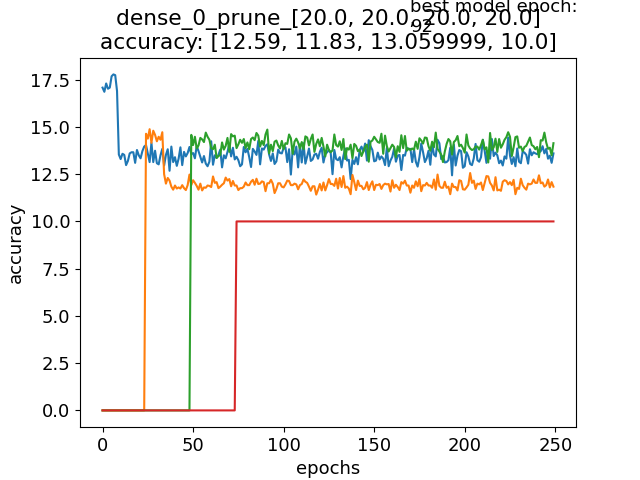 best model epoch:
92
dense_0_prune_[20.0, 20.0, 20.0, 20.0]
accuracy: [12.59, 11.83, 13.059999, 10.0]
17.5
15.0
12.5
10.0
7.5
5.0
2.5
0.0
accuracy
0 50 100 150 200 250
epochs